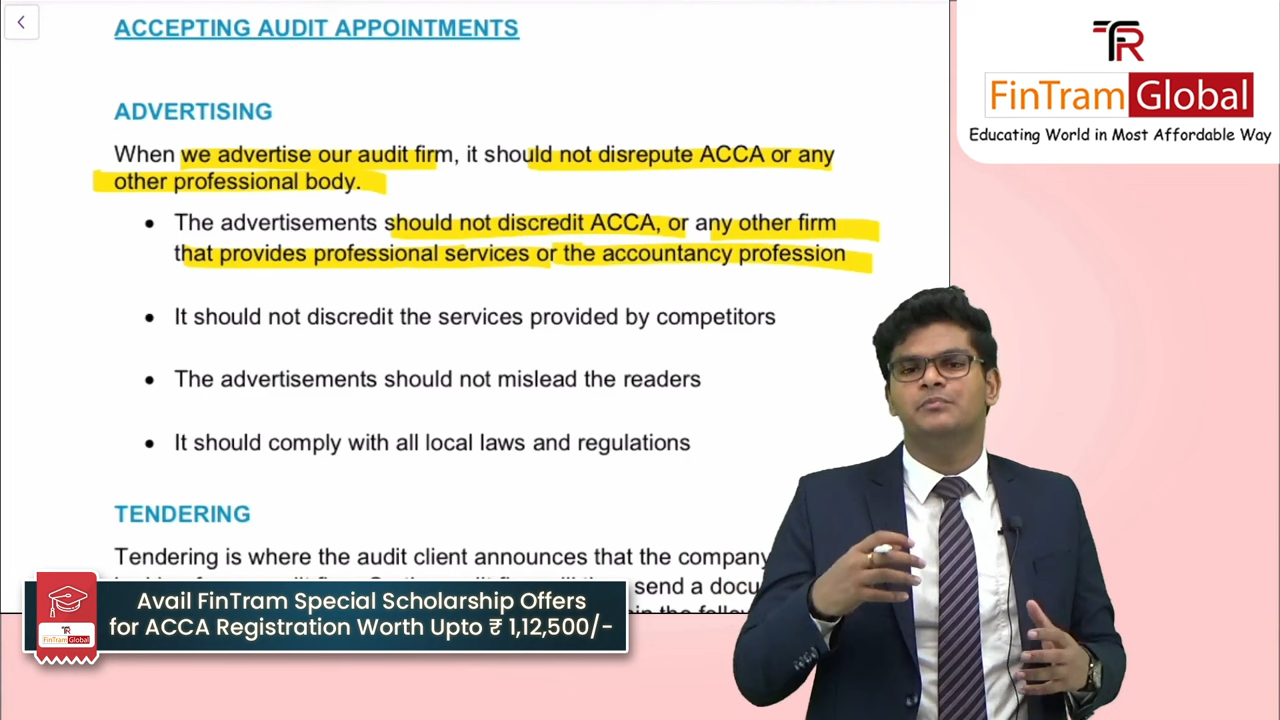 ACCEPTING AUDIT APPOINTMENTS
ADVERTISING
When we advertise our audit firm, it should not disrepute ACCA or any
other professional body.
• The advertisements should not discredit ACCA, or any other firm
that provides professional services or the accountancy profession
• It should not discredit the services provided by competitors
• The advertisements should not mislead the readers
• It should comply with all local laws and regulations
TENDERING
Tendering is where the audit client announces that the company
send a docu
Avail FinTram Special Scholarship Offers
for ACCA Registration Worth Upto ₹ 1,12,500/-
FinTram Global
FinTram Global
Educating World in Most Affordable Way